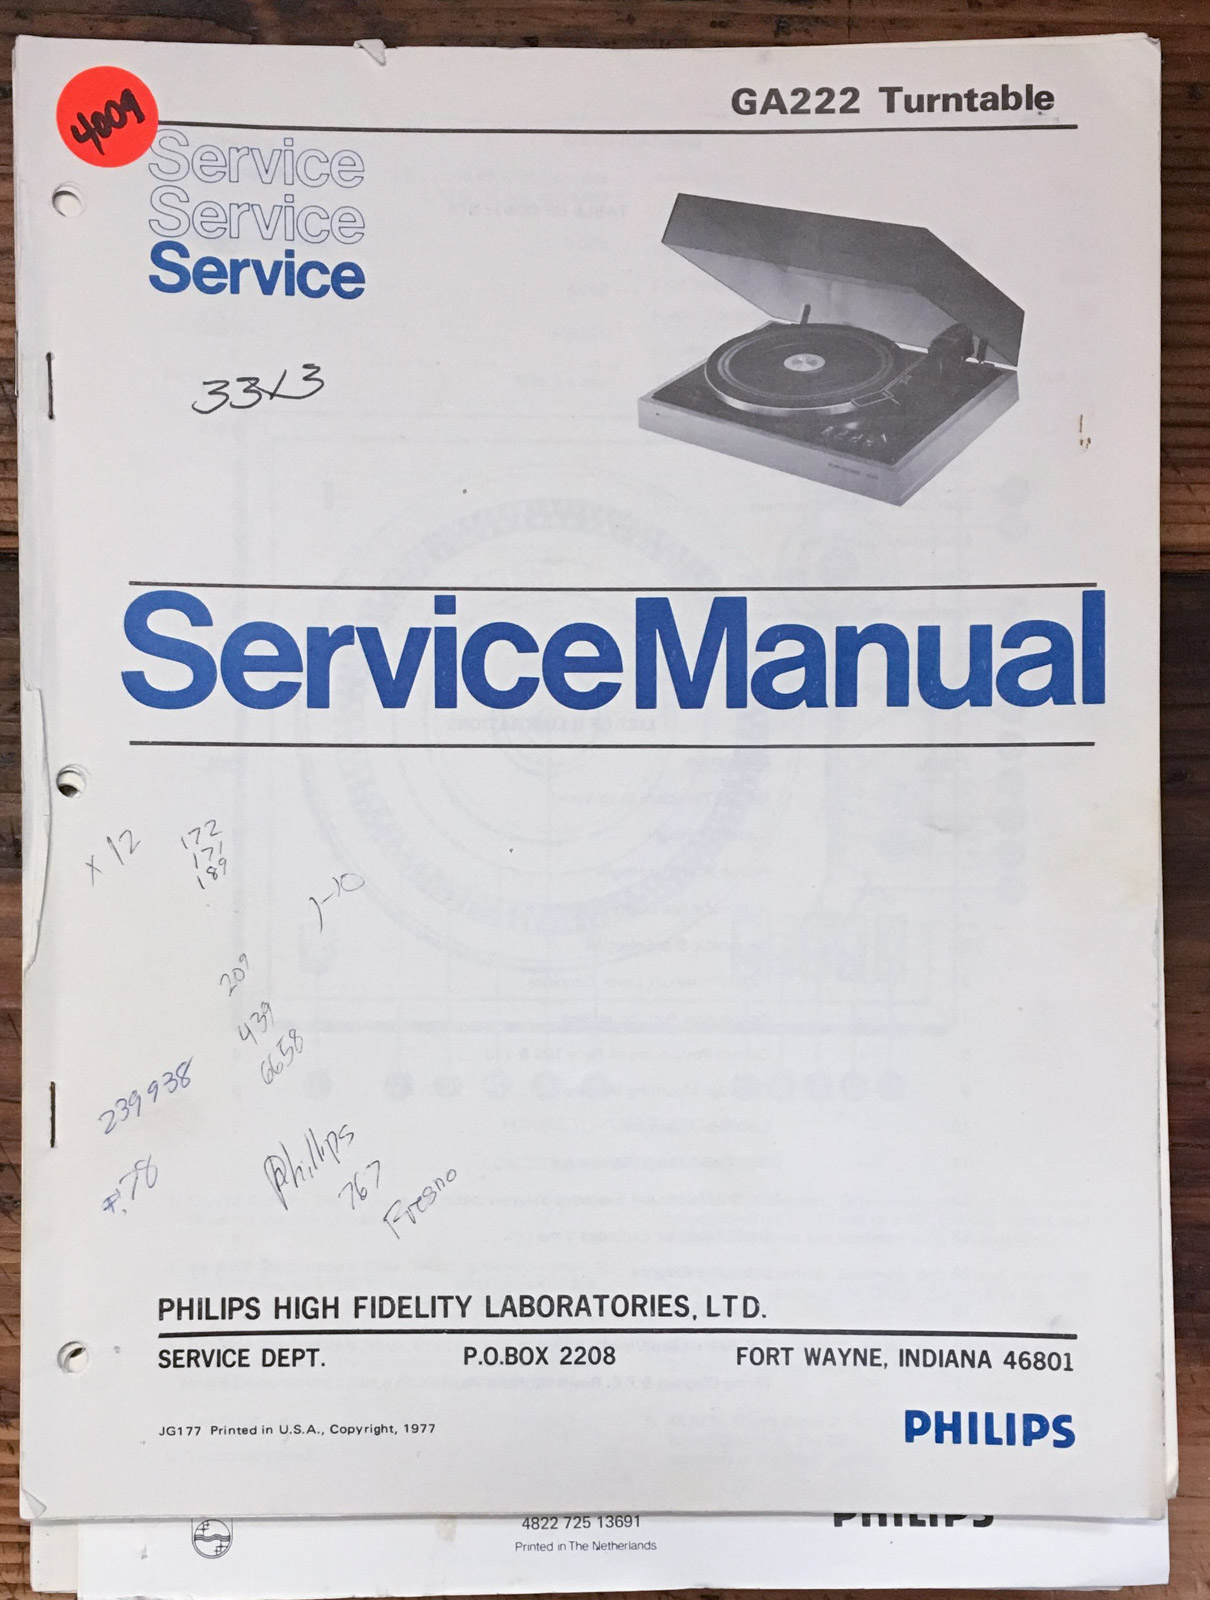 GA222 Turntable
4009
Service
Service
Service
33x3
ServiceManual
x 12
172
171
189
1-10
209
439
6658
239938
Phillips
767
Fresno
PHILIPS HIGH FIDELITY LABORATORIES, LTD.
SERVICE DEPT. P.O.BOX 2208 FORT WAYNE, INDIANA 46801
JG177 Printed in U.S.A., Copyright, 1977
PHILIPS
4822 725 13691
PHILIPS
Printed in The Netherlands